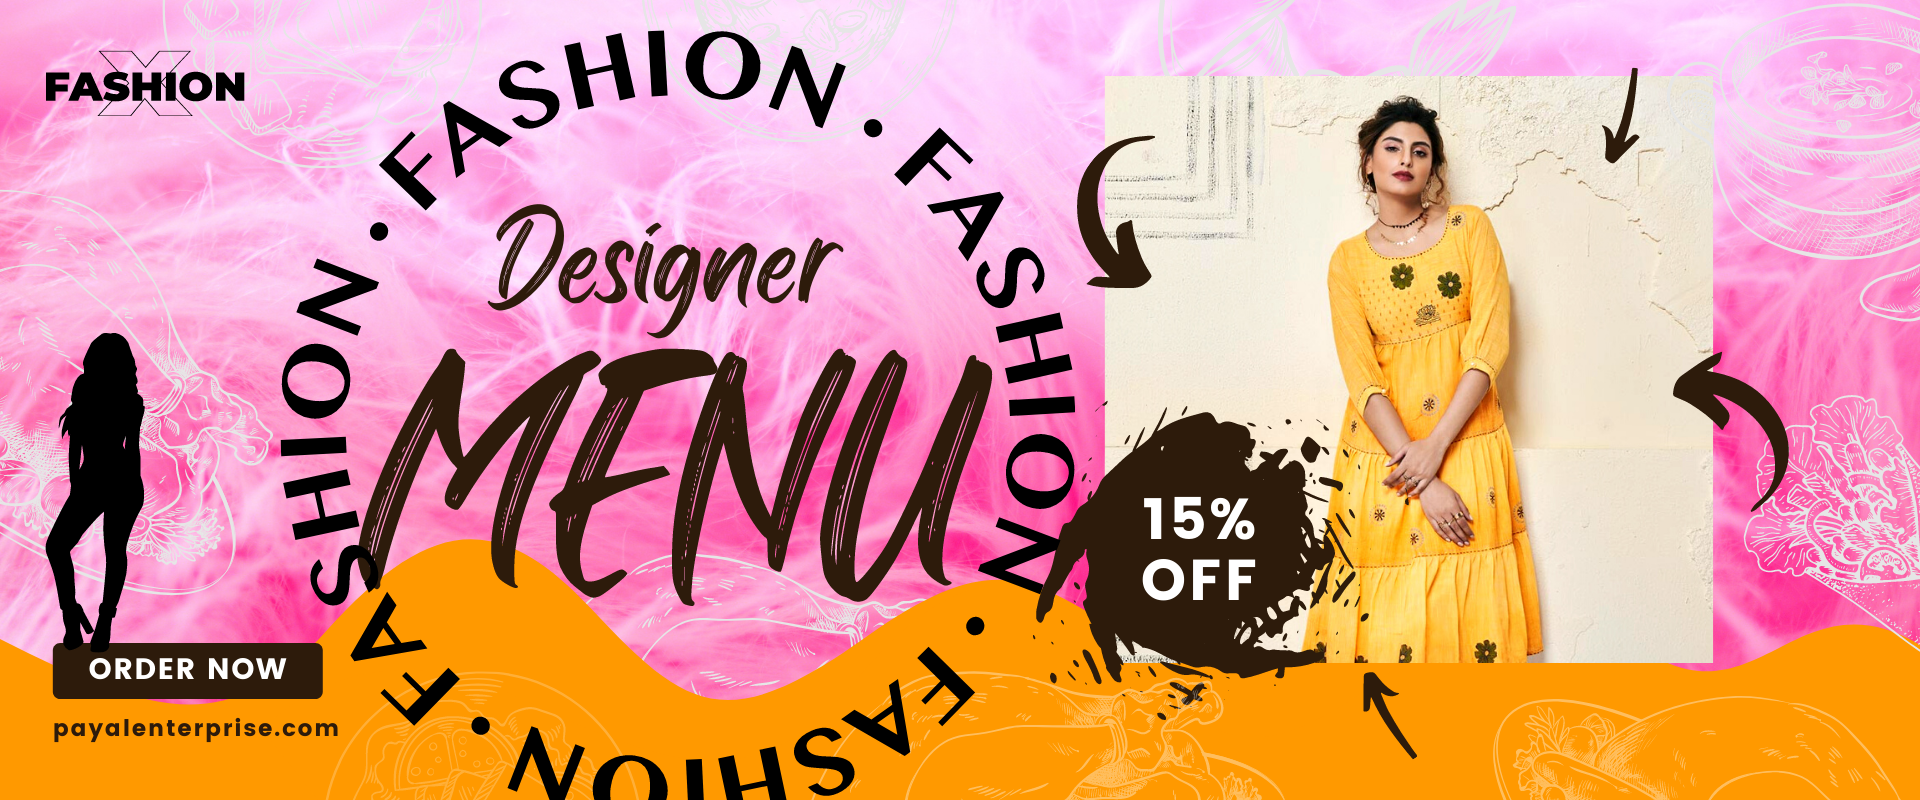 FASHION
X
FASHION • FASHION • FASHION • FASHION •
Designer
MENU
15%
OFF
ORDER NOW
payalenterprise.com